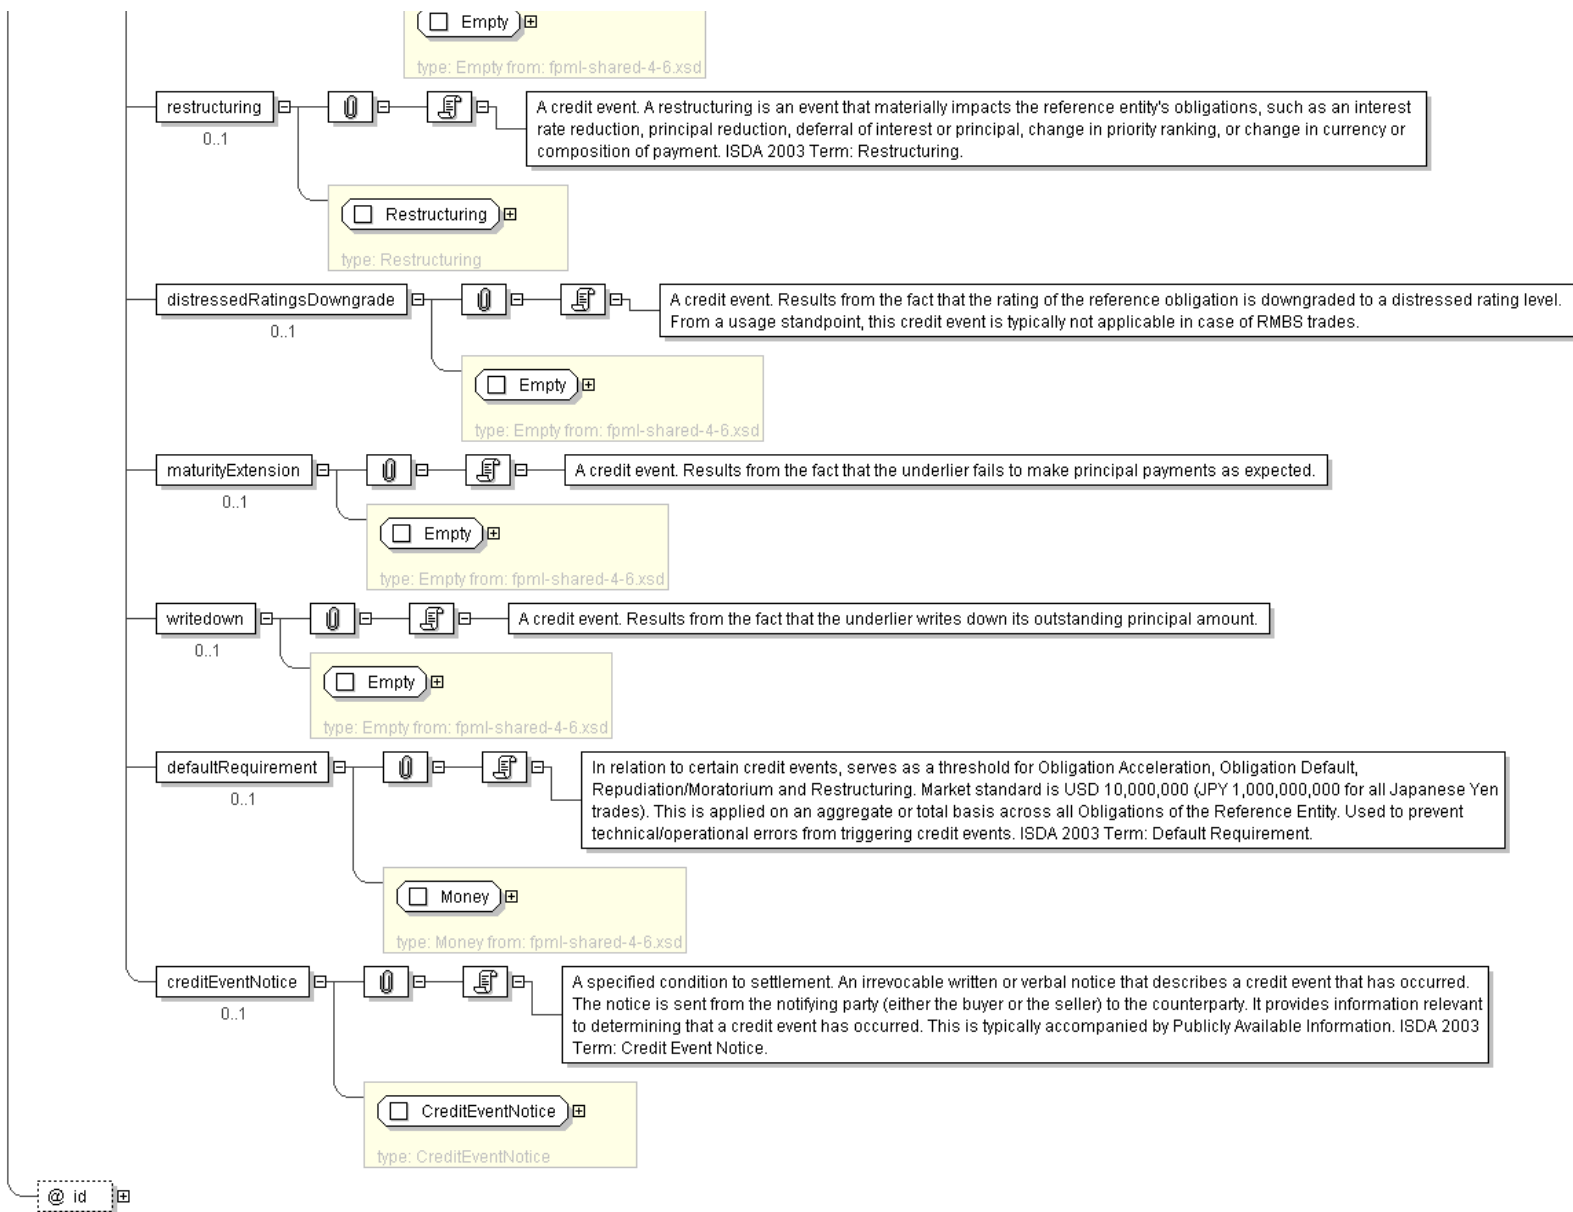 Empty
type: Empty from: fpml-shared-4-6.xsd
restructuring
0..1
A credit event. A restructuring is an event that materially impacts the reference entity's obligations, such as an interest
rate reduction, principal reduction, deferral of interest or principal, change in priority ranking, or change in currency or
composition of payment. ISDA 2003 Term: Restructuring.
Restructuring
type: Restructuring
distressedRatingsDowngrade
0..1
A credit event. Results from the fact that the rating of the reference obligation is downgraded to a distressed rating level.
From a usage standpoint, this credit event is typically not applicable in case of RMBS trades.
Empty
type: Empty from: fpml-shared-4-6.xsd
maturityExtension
0..1
A credit event. Results from the fact that the underlier fails to make principal payments as expected.
Empty
type: Empty from: fpml-shared-4-6.xsd
writedown
0..1
A credit event. Results from the fact that the underlier writes down its outstanding principal amount.
Empty
type: Empty from: fpml-shared-4-6.xsd
defaultRequirement
0..1
In relation to certain credit events, serves as a threshold for Obligation Acceleration, Obligation Default,
Repudiation/Moratorium and Restructuring. Market standard is USD 10,000,000 (JPY 1,000,000,000 for all Japanese Yen
trades). This is applied on an aggregate or total basis across all Obligations of the Reference Entity. Used to prevent
technical/operational errors from triggering credit events. ISDA 2003 Term: Default Requirement.
Money
type: Money from: fpml-shared-4-6.xsd
creditEventNotice
0..1
A specified condition to settlement. An irrevocable written or verbal notice that describes a credit event that has occurred.
The notice is sent from the notifying party (either the buyer or the seller) to the counterparty. It provides information relevant
to determining that a credit event has occurred. This is typically accompanied by Publicly Available Information. ISDA 2003
Term: Credit Event Notice.
CreditEventNotice
type: CreditEventNotice
@ id